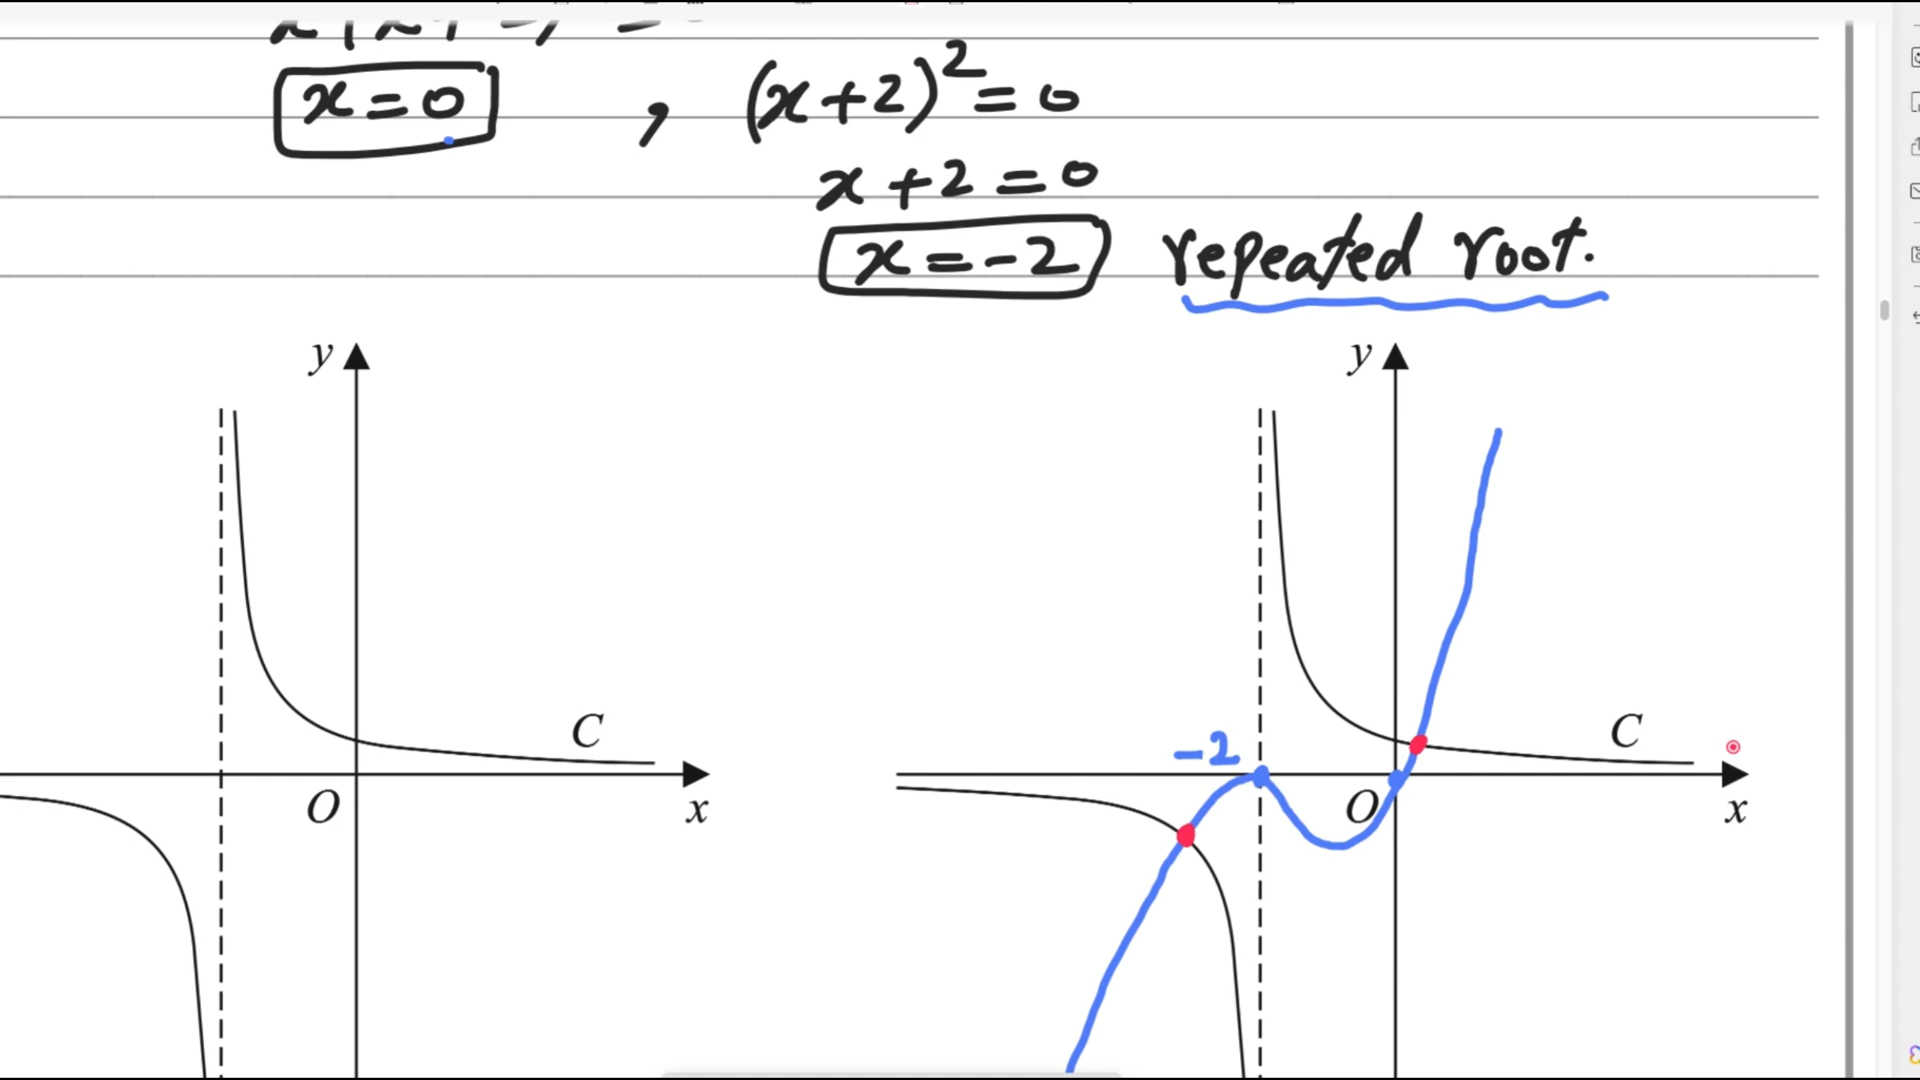 x = 0 , (x+2)² = 0
x + 2 = 0
x = -2 repeated root.
y y
C -2 C
O x O x